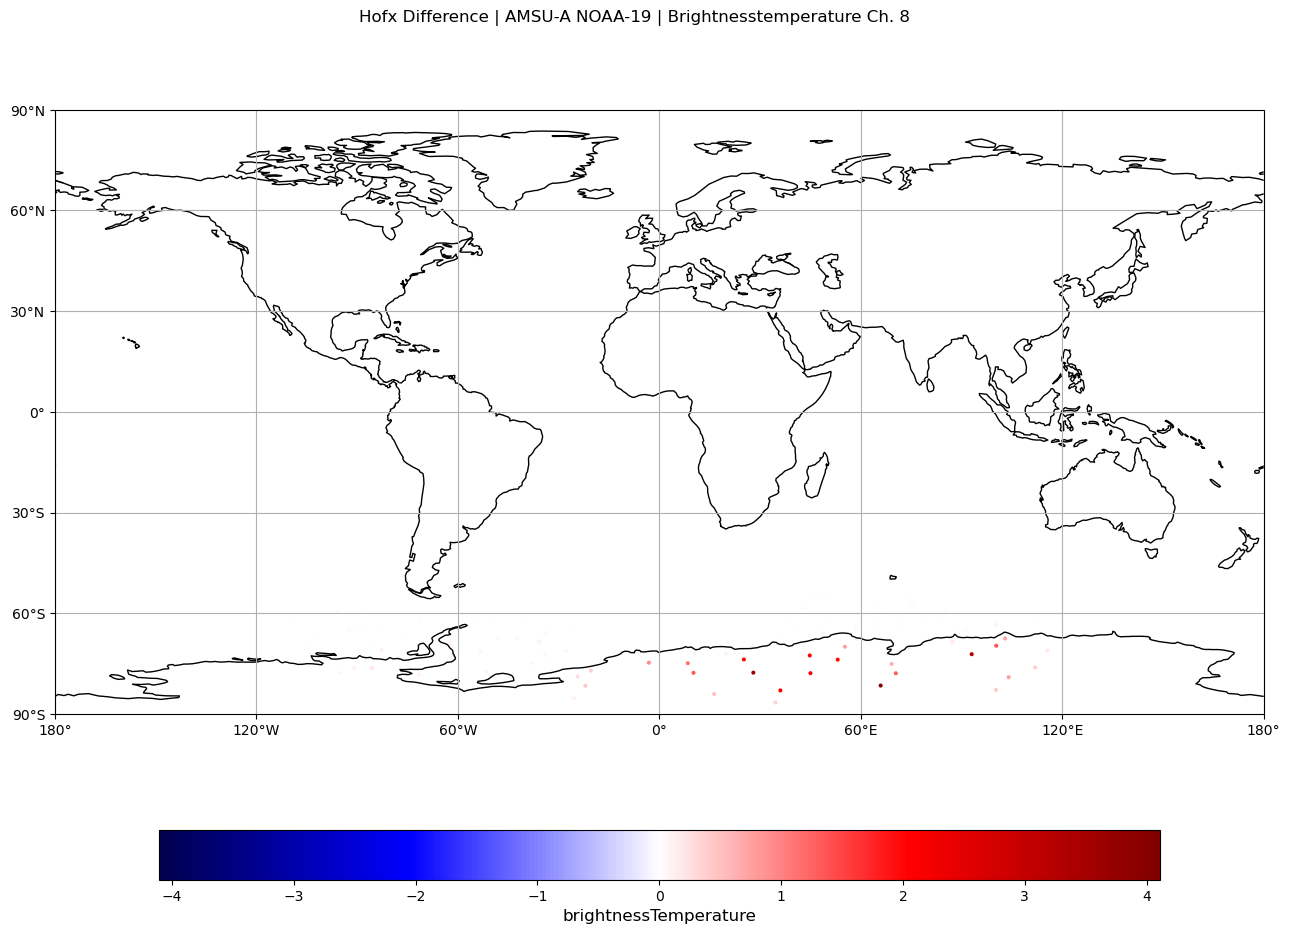 Hofx Difference | AMSU-A NOAA-19 | Brightnesstemperature Ch. 8
90°N
60°N
30°N
0°
30°S
60°S
90°S
180° 120°W 60°W 0° 60°E 120°E 180°
−4 −3 −2 −1 0 1 2 3 4
brightnessTemperature